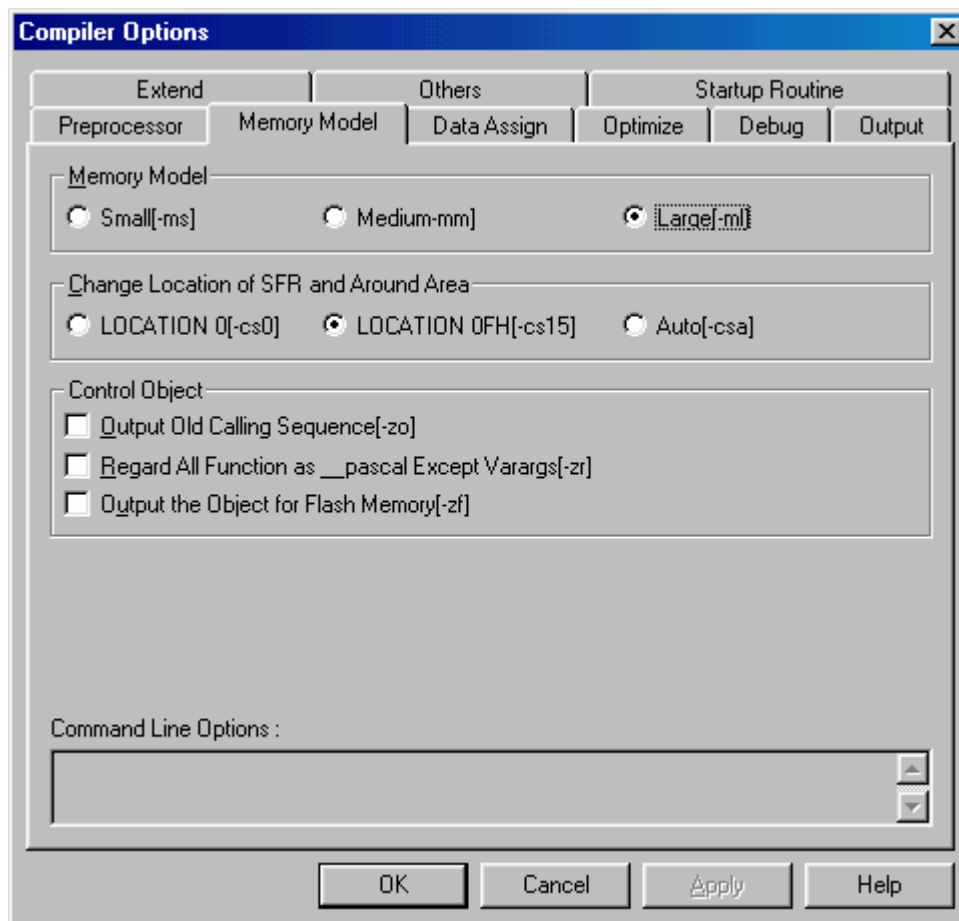 Compiler Options
Extend Others Startup Routine
Preprocessor Memory Model Data Assign Optimize Debug Output
Memory Model
Small[-ms] Medium-mm] Large[-ml]
Change Location of SFR and Around Area
LOCATION 0[-cs0] LOCATION 0FH[-cs15] Auto[-csa]
Control Object
Output Old Calling Sequence[-zo]
Regard All Function as __pascal Except Varargs[-zr]
Output the Object for Flash Memory[-zf]
Command Line Options :
OK Cancel Apply Help